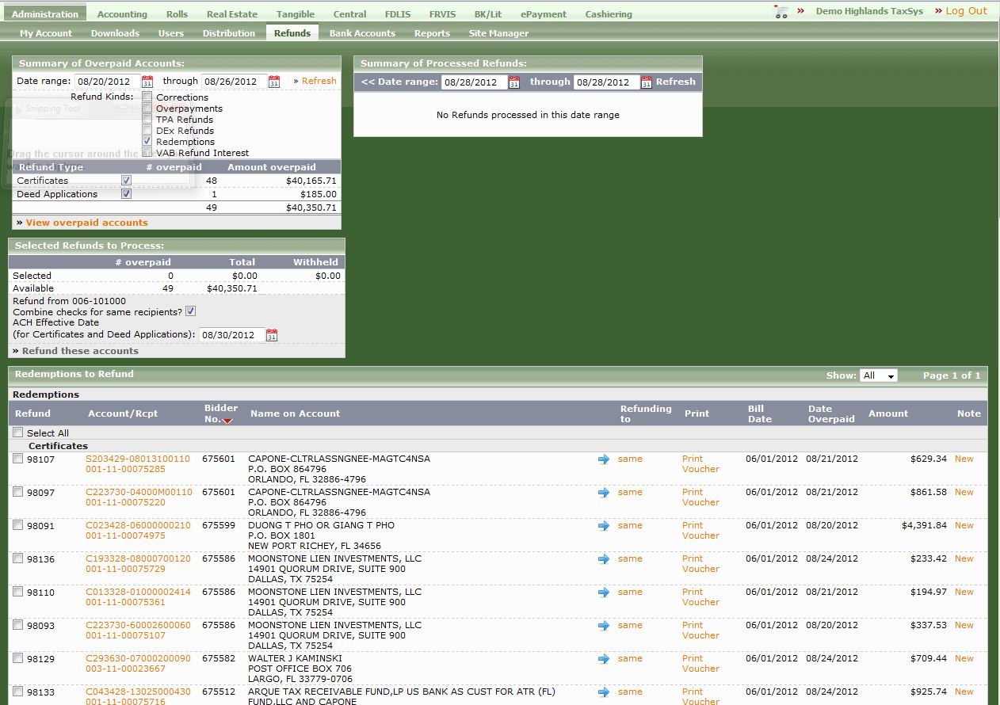 Administration Accounting Rolls Real Estate Tangible Central FDLIS FRVIS BK/Lit ePayment Cashiering » Demo Highlands TaxSys » Log Out
My Account Downloads Users Distribution Refunds Bank Accounts Reports Site Manager
Summary of Overpaid Accounts:
Date range: 08/20/2012 31 through 08/26/2012 31 » Refresh
Refund Kinds: Corrections
Overpayments
TPA Refunds
DEx Refunds
Redemptions
VAB Refund Interest
Snipping Tool
Drag the cursor around the
Refund Type # overpaid Amount overpaid
Certificates 48 $40,165.71
Deed Applications 1 $185.00
49 $40,350.71
» View overpaid accounts
Summary of Processed Refunds:
<< Date range: 08/28/2012 31 through 08/28/2012 31 Refresh
No Refunds processed in this date range
Selected Refunds to Process:
# overpaid Total Withheld
Selected 0 $0.00 $0.00
Available 49 $40,350.71
Refund from 006-101000
Combine checks for same recipients?
ACH Effective Date
(for Certificates and Deed Applications): 08/30/2012 31
» Refund these accounts
Redemptions to Refund Show: All Page 1 of 1
Redemptions
Refund Account/Rcpt Bidder No. Name on Account Refunding to Print Bill Date Date Overpaid Amount Note
Select All
Certificates
98107 S203429-08013100110 675601 CAPONE-CLTRLASSNGNEE-MAGTC4NSA same Print 06/01/2012 08/21/2012 $629.34 New
001-11-00075285 P.O. BOX 864796 Voucher
ORLANDO, FL 32886-4796
98097 C223730-04000M00110 675601 CAPONE-CLTRLASSNGNEE-MAGTC4NSA same Print 06/01/2012 08/21/2012 $861.58 New
001-11-00075220 P.O. BOX 864796 Voucher
ORLANDO, FL 32886-4796
98091 C023428-06000000210 675599 DUONG T PHO OR GIANG T PHO same Print 06/01/2012 08/20/2012 $4,391.84 New
001-11-00074975 P.O. BOX 1801 Voucher
NEW PORT RICHEY, FL 34656
98136 C193328-08000700120 675586 MOONSTONE LIEN INVESTMENTS, LLC same Print 06/01/2012 08/24/2012 $233.42 New
001-11-00075729 14901 QUORUM DRIVE, SUITE 900 Voucher
DALLAS, TX 75254
98110 C013328-01000002414 675586 MOONSTONE LIEN INVESTMENTS, LLC same Print 06/01/2012 08/21/2012 $194.97 New
001-11-00075361 14901 QUORUM DRIVE, SUITE 900 Voucher
DALLAS, TX 75254
98093 C223730-60002600060 675586 MOONSTONE LIEN INVESTMENTS, LLC same Print 06/01/2012 08/20/2012 $337.53 New
001-11-00075107 14901 QUORUM DRIVE, SUITE 900 Voucher
DALLAS, TX 75254
98129 C293630-07000200090 675582 WALTER J KAMINSKI same Print 06/01/2012 08/24/2012 $709.44 New
003-11-00023667 POST OFFICE BOX 706 Voucher
LARGO, FL 33779-0706
98133 C043428-13025000430 675512 ARQUE TAX RECEIVABLE FUND,LP US BANK AS CUST FOR ATR (FL) same Print 06/01/2012 08/24/2012 $925.74 New
001-11-00075716 FUND,LLC AND CAPONE Voucher